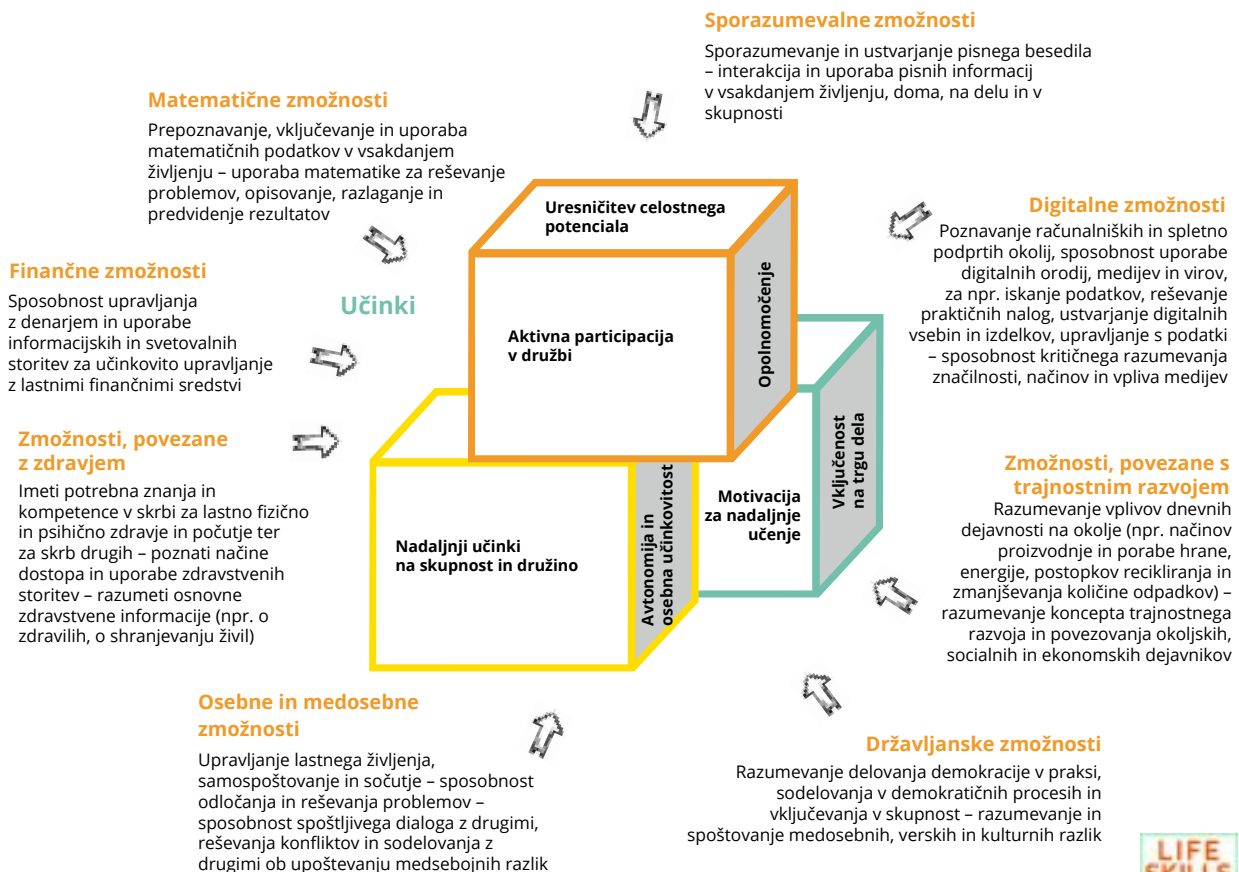 Sporazumevalne zmožnosti
Sporazumevanje in ustvarjanje pisnega besedila
– interakcija in uporaba pisnih informacij
v vsakdanjem življenju, doma, na delu in v
skupnosti
Matematične zmožnosti
Prepoznavanje, vključevanje in uporaba
matematičnih podatkov v vsakdanjem
življenju – uporaba matematike za reševanje
problemov, opisovanje, razlaganje in
predvidenje rezultatov
Digitalne zmožnosti
Poznavanje računalniških in spletno
podprtih okolij, sposobnost uporabe
digitalnih orodij, medijev in virov,
za npr. iskanje podatkov, reševanje
praktičnih nalog, ustvarjanje digitalnih
vsebin in izdelkov, upravljanje s podatki
– sposobnost kritičnega razumevanja
značilnosti, načinov in vpliva medijev
Finančne zmožnosti
Sposobnost upravljanja
z denarjem in uporabe
informacijskih in svetovalnih
storitev za učinkovito upravljanje
z lastnimi finančnimi sredstvi
Učinki
Uresničitev celostnega
potenciala
Aktivna participacija
v družbi
Opolnomočenje
Nadaljnji učinki
na skupnost in družino
Avtonomija in
osebna učinkovitost
Motivacija
za nadaljnje
učenje
Vključenost
na trgu dela
Zmožnosti, povezane
z zdravjem
Imeti potrebna znanja in
kompetence v skrbi za lastno fizično
in psihično zdravje in počutje ter
za skrb drugih – poznati načine
dostopa in uporabe zdravstvenih
storitev – razumeti osnovne
zdravstvene informacije (npr. o
zdravilih, o shranjevanju živil)
Zmožnosti, povezane s
trajnostnim razvojem
Razumevanje vplivov dnevnih
dejavnosti na okolje (npr. načinov
proizvodnje in porabe hrane,
energije, postopkov recikliranja in
zmanjševanja količine odpadkov) –
razumevanje koncepta trajnostnega
razvoja in povezovanja okoljskih,
socialnih in ekonomskih dejavnikov
Osebne in medosebne
zmožnosti
Upravljanje lastnega življenja,
samospoštovanje in sočutje – sposobnost
odločanja in reševanja problemov –
sposobnost spoštljivega dialoga z drugimi,
reševanja konfliktov in sodelovanja z
drugimi ob upoštevanju medsebojnih razlik
Državljanske zmožnosti
Razumevanje delovanja demokracije v praksi,
sodelovanja v demokratičnih procesih in
vključevanja v skupnost – razumevanje in
spoštovanje medosebnih, verskih in kulturnih razlik
LIFE
SKILLS